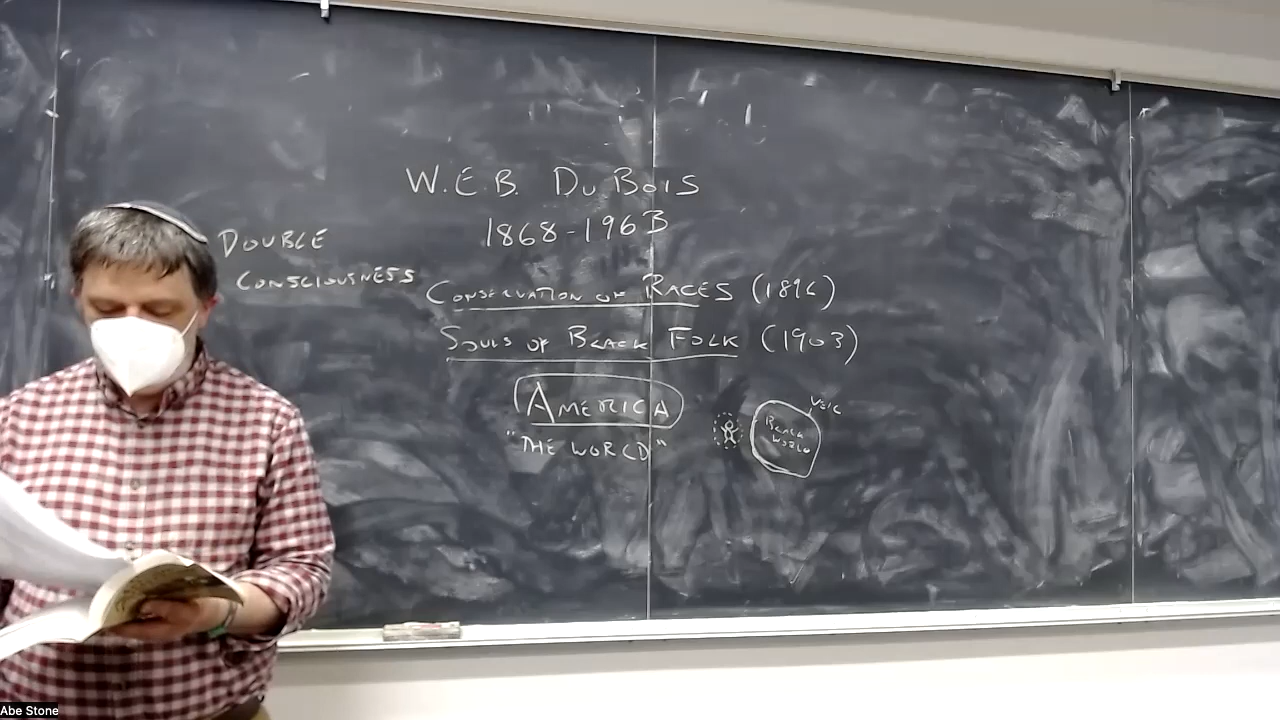 W.E.B. DU BOIS
1868-1963
DOUBLE
CONSCIOUSNESS
CONSERVATION OF RACES (1896)
SOULS OF BLACK FOLK (1903)
AMERICA
"THE WORLD"
VEIL
BLACK
WORLD
Abe Stone